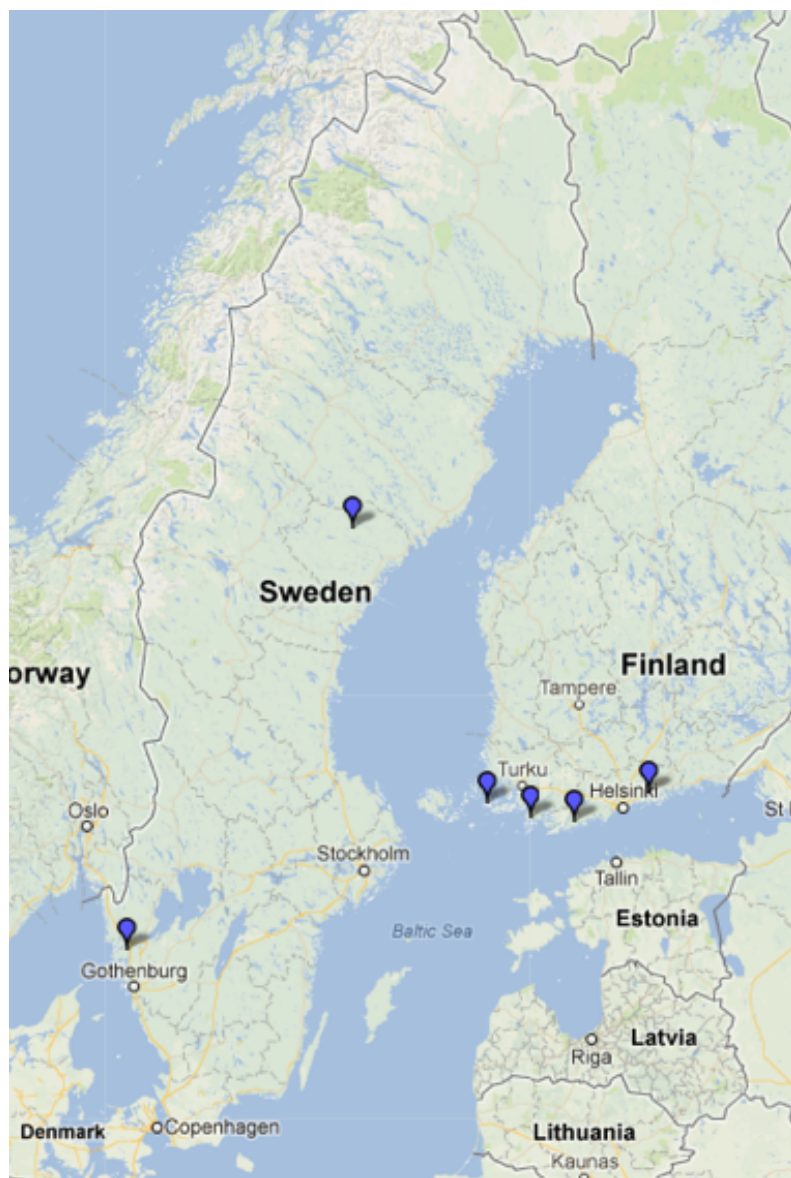 Sweden
orway
Finland
Tampere
Turku
Helsinki
Oslo
St
Stockholm
Tallin
Estonia
Baltic Sea
Gothenburg
Latvia
Riga
Copenhagen
Denmark
Lithuania
Kaunas